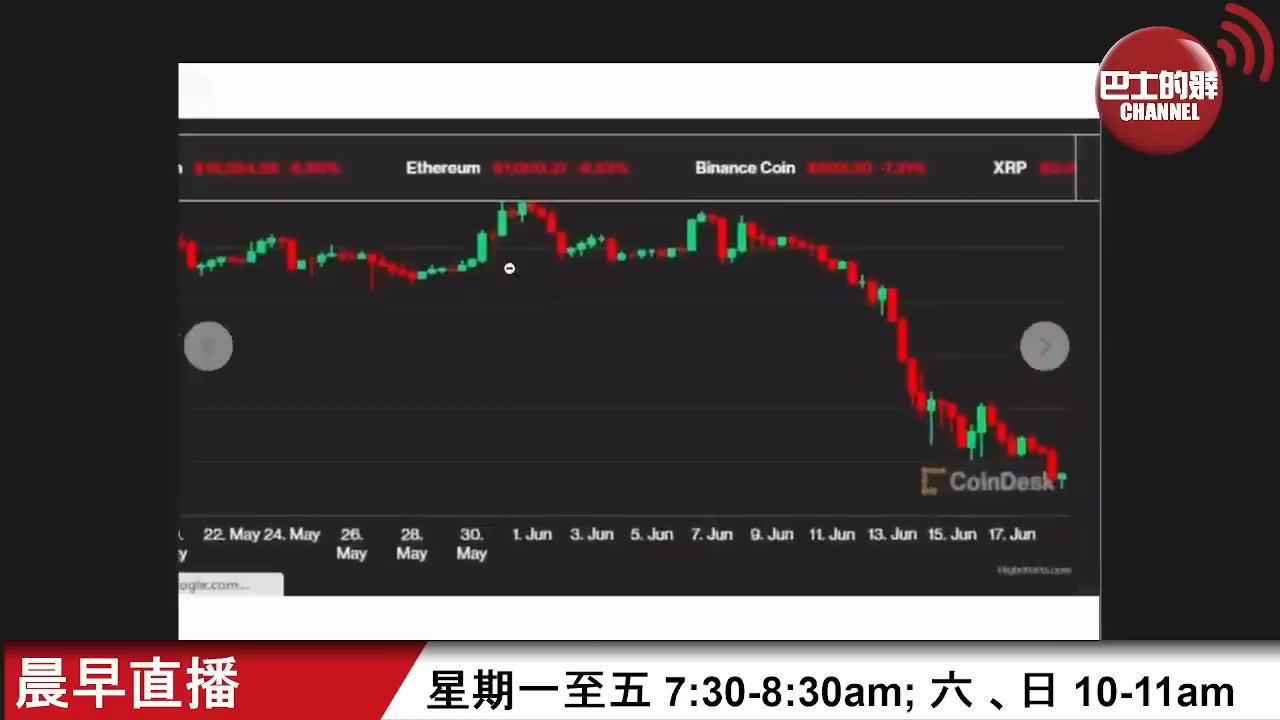 巴士的報
CHANNEL
Ethereum
Binance Coin -7.21%
XRP
CoinDesk
22. May 24. May 26. May 28. May 30. May 1. Jun 3. Jun 5. Jun 7. Jun 9. Jun 11. Jun 13. Jun 15. Jun 17. Jun
晨早直播
星期一至五 7:30-8:30am; 六、日 10-11am